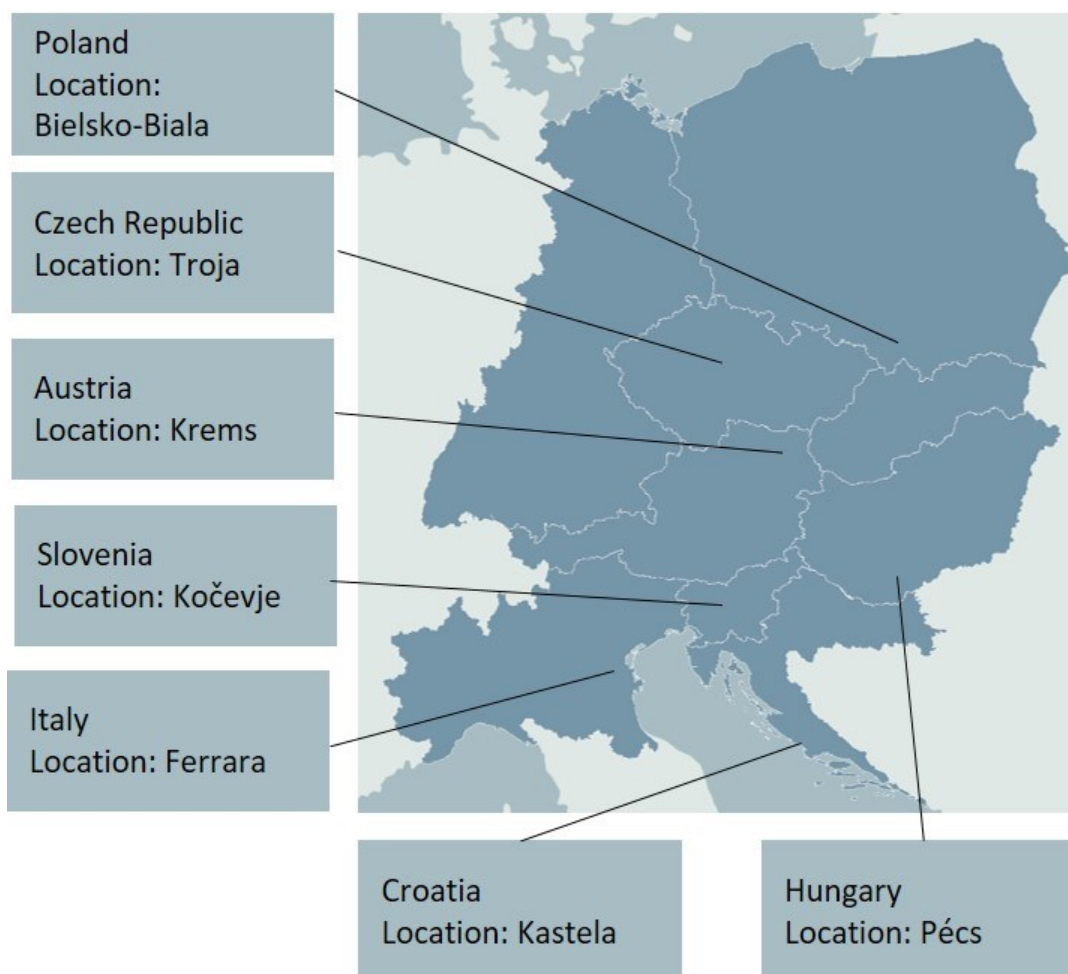 Poland
Location:
Bielsko-Biala
Czech Republic
Location: Troja
Austria
Location: Krems
Slovenia
Location: Kočevje
Italy
Location: Ferrara
Croatia
Location: Kastela
Hungary
Location: Pécs